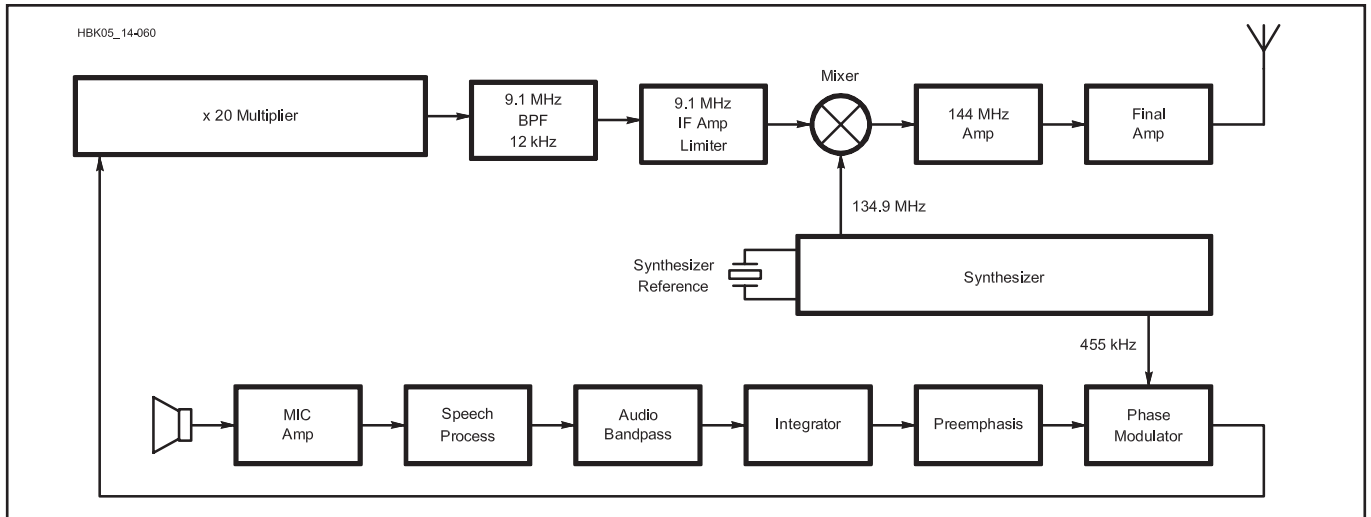 HBK05_14-060
x 20 Multiplier
9.1 MHz
BPF
12 kHz
9.1 MHz
IF Amp
Limiter
Mixer
144 MHz
Amp
Final
Amp
134.9 MHz
Synthesizer
Reference
Synthesizer
455 kHz
MIC
Amp
Speech
Process
Audio
Bandpass
Integrator
Preemphasis
Phase
Modulator